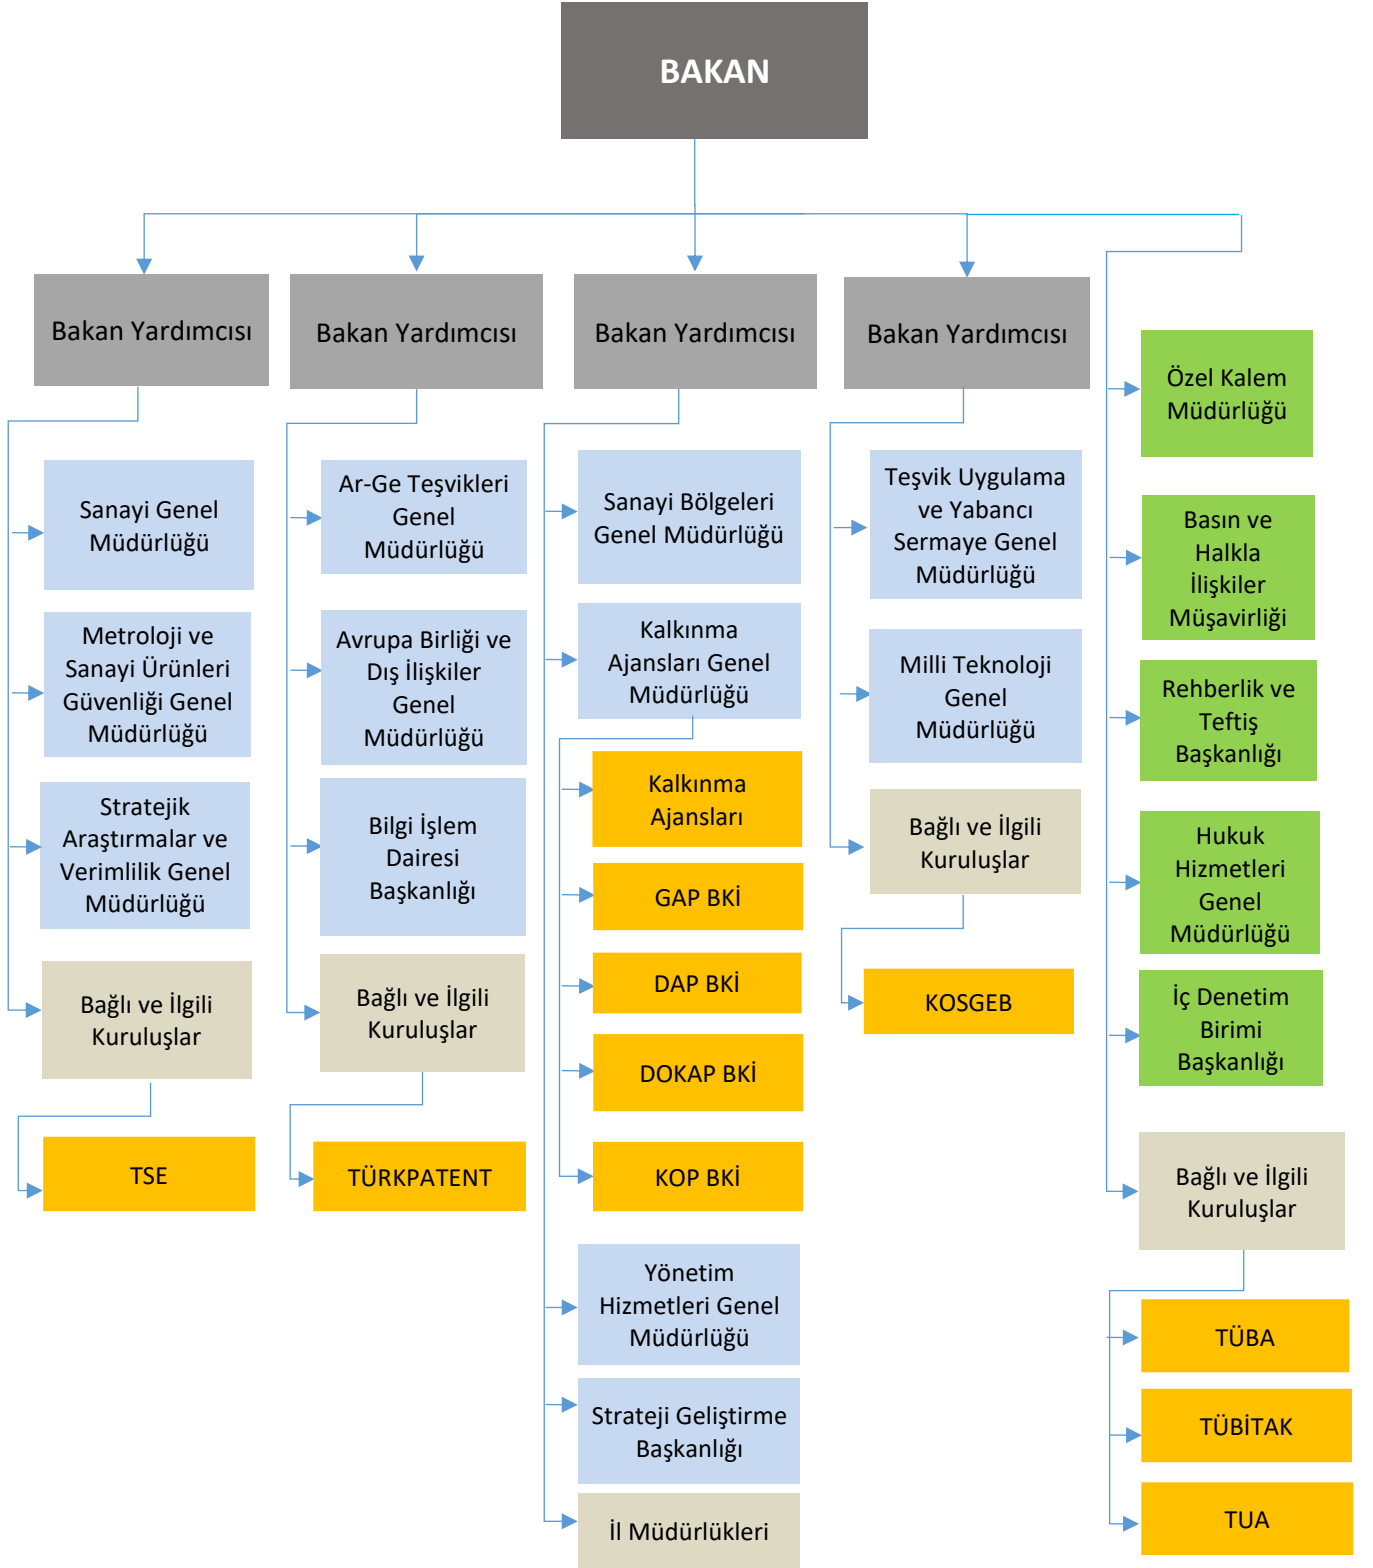 BAKAN
Bakan Yardımcısı
Sanayi Genel
Müdürlüğü
Metroloji ve
Sanayi Ürünleri
Güvenliği Genel
Müdürlüğü
Stratejik
Araştırmalar ve
Verimlilik Genel
Müdürlüğü
Bağlı ve İlgili
Kuruluşlar
TSE
Bakan Yardımcısı
Ar-Ge Teşvikleri
Genel
Müdürlüğü
Avrupa Birliği ve
Dış İlişkiler
Genel
Müdürlüğü
Bilgi İşlem
Dairesi
Başkanlığı
Bağlı ve İlgili
Kuruluşlar
TÜRKPATENT
Bakan Yardımcısı
Sanayi Bölgeleri
Genel Müdürlüğü
Kalkınma
Ajansları Genel
Müdürlüğü
Kalkınma
Ajansları
GAP BKİ
DAP BKİ
DOKAP BKİ
KOP BKİ
Yönetim
Hizmetleri Genel
Müdürlüğü
Strateji Geliştirme
Başkanlığı
İl Müdürlükleri
Bakan Yardımcısı
Teşvik Uygulama
ve Yabancı
Sermaye Genel
Müdürlüğü
Milli Teknoloji
Genel
Müdürlüğü
Bağlı ve İlgili
Kuruluşlar
KOSGEB
Özel Kalem
Müdürlüğü
Basın ve
Halkla
İlişkiler
Müşavirliği
Rehberlik ve
Teftiş
Başkanlığı
Hukuk
Hizmetleri
Genel
Müdürlüğü
İç Denetim
Birimi
Başkanlığı
Bağlı ve İlgili
Kuruluşlar
TÜBA
TÜBİTAK
TUA